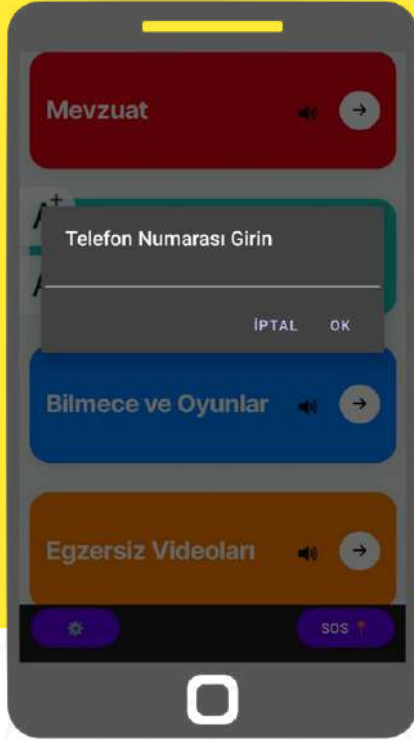 Mevzuat
A+
Telefon Numarası Girin
A
İPTAL OK
Bilmece ve Oyunlar
Egzersiz Videoları
SOS